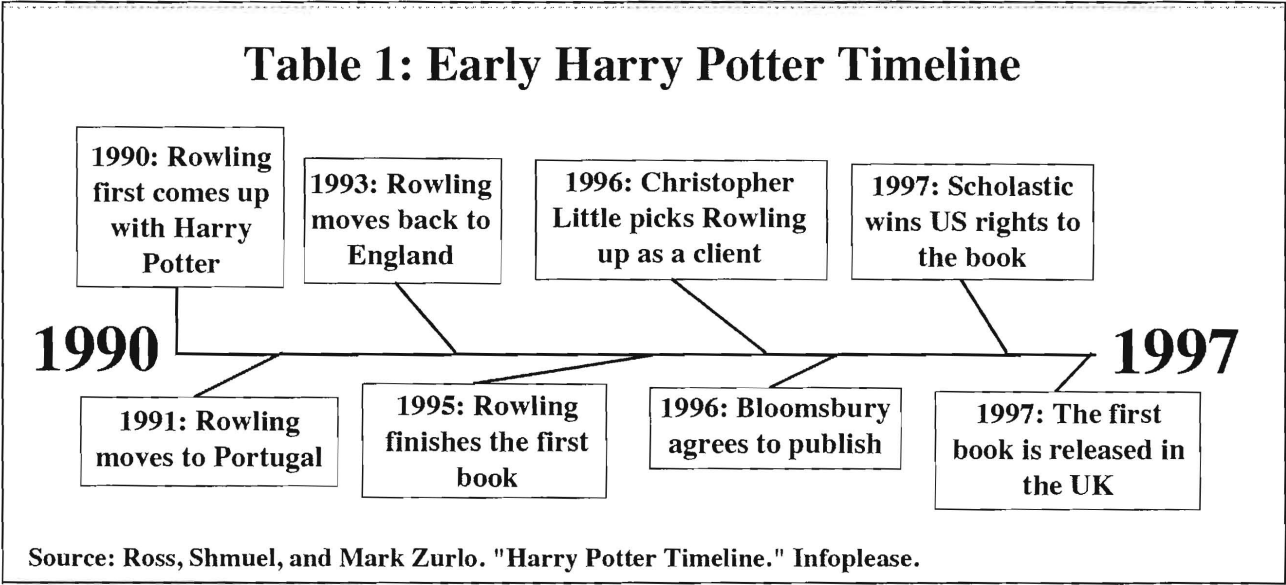 Table 1: Early Harry Potter Timeline
1990: Rowling
first comes up
with Harry
Potter
1993: Rowling
moves back to
England
1996: Christopher
Little picks Rowling
up as a client
1997: Scholastic
wins US rights to
the book
1990
1997
1991: Rowling
moves to Portugal
1995: Rowling
finishes the first
book
1996: Bloomsbury
agrees to publish
1997: The first
book is released in
the UK
Source: Ross, Shmuel, and Mark Zurlo. "Harry Potter Timeline." Infoplease.